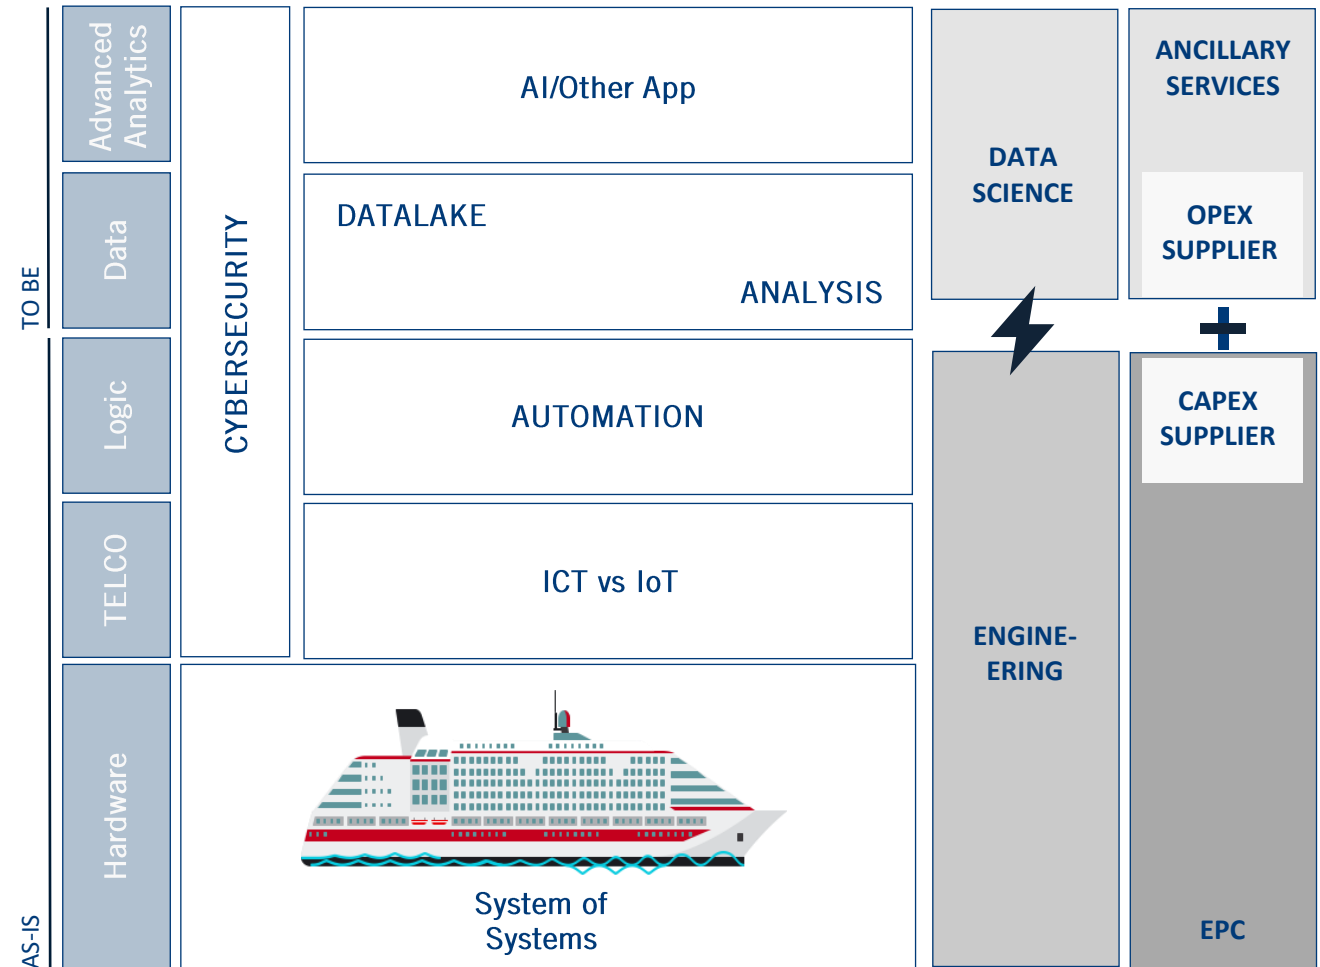 TO BE
AS-IS
Advanced
Analytics
Data
Logic
TELCO
Hardware
CYBERSECURITY
AI/Other App
DATALAKE
ANALYSIS
AUTOMATION
ICT vs IoT
System of
Systems
DATA
SCIENCE
ENGINE-
ERING
ANCILLARY
SERVICES
OPEX
SUPPLIER
CAPEX
SUPPLIER
EPC